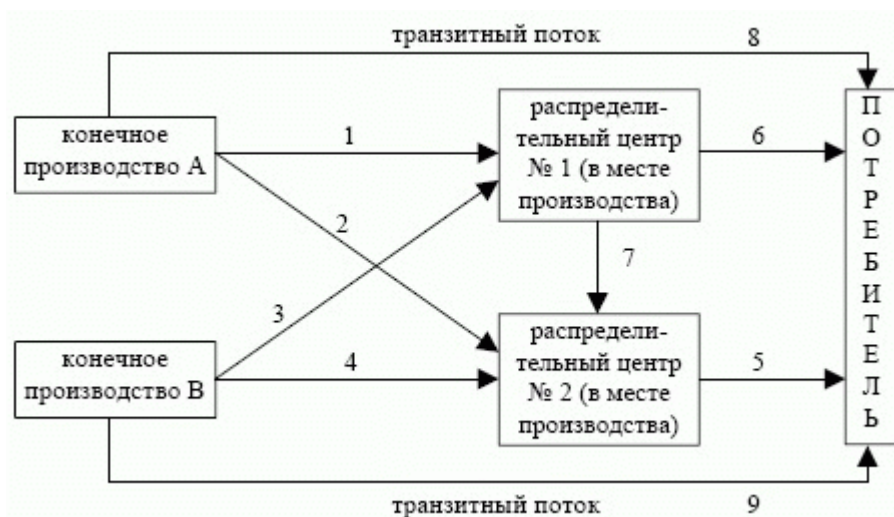 транзитный поток 8
конечное
производство А
1
распредели-
тельный центр
№ 1 (в месте
производства)
6
2
7
3
конечное
производство В
4
распредели-
тельный центр
№ 2 (в месте
производства)
5
ПОТРЕБИТЕЛЬ
транзитный поток 9